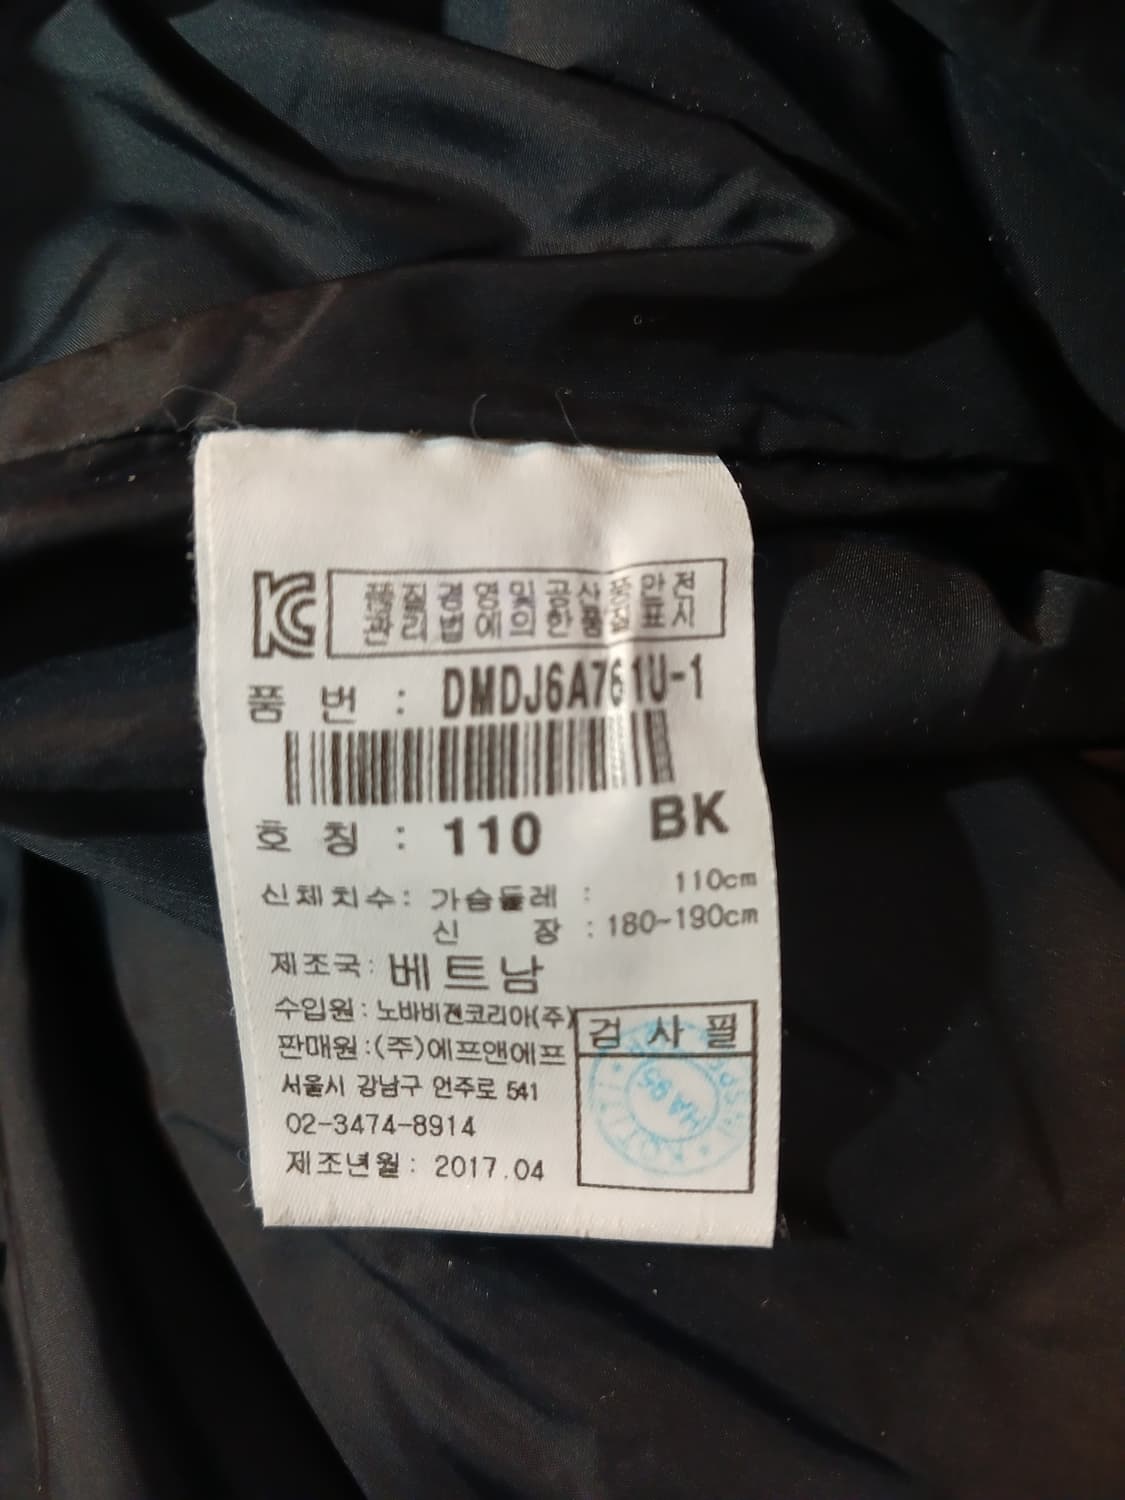 KC
품질경영및공산품안전
관리법에의한품질표시
품 번 : DMDJ6A761U-1
호 칭 : 110 BK
신체치수: 가슴둘레 : 110cm
신 장 : 180~190cm
제조국: 베트남
수입원: 노바비젼코리아(주)
판매원:(주)에프앤에프
서울시 강남구 언주로 541
02-3474-8914
제조년월: 2017.04
검 사 필